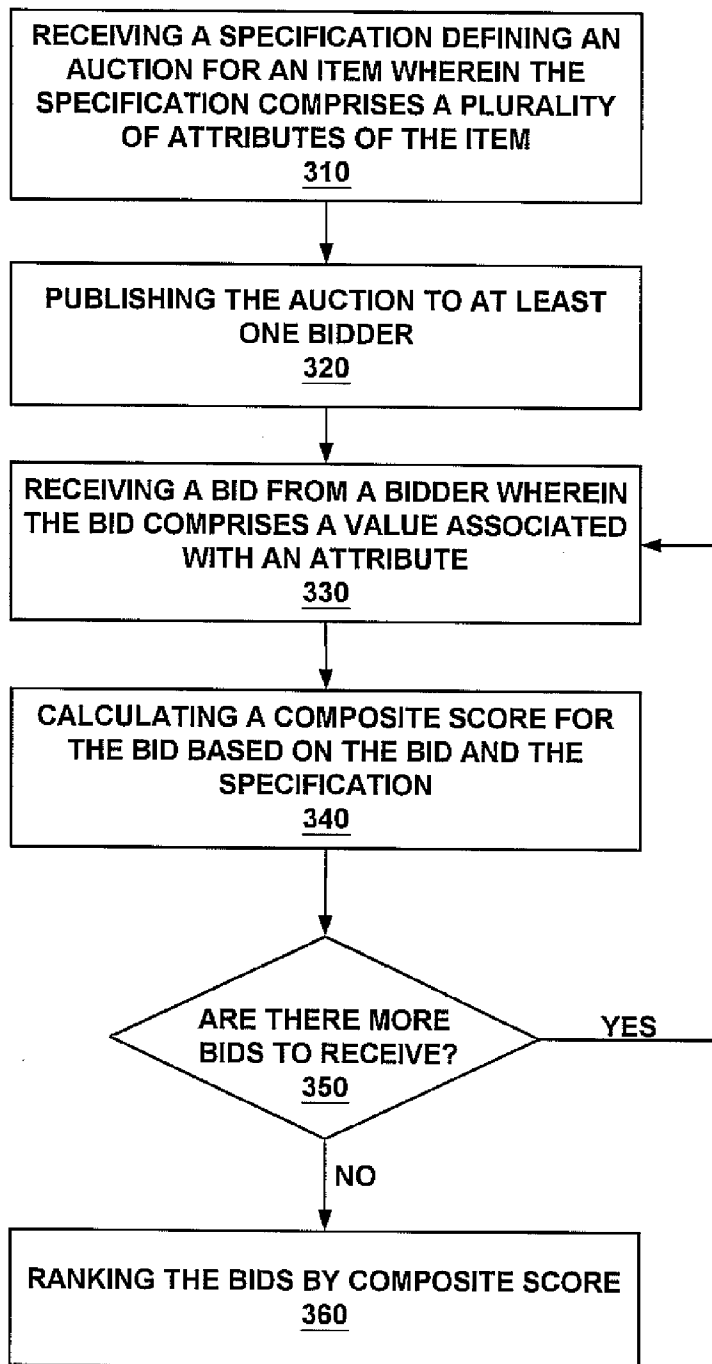 RECEIVING A SPECIFICATION DEFINING AN
AUCTION FOR AN ITEM WHEREIN THE
SPECIFICATION COMPRISES A PLURALITY
OF ATTRIBUTES OF THE ITEM
310
PUBLISHING THE AUCTION TO AT LEAST
ONE BIDDER
320
RECEIVING A BID FROM A BIDDER WHEREIN
THE BID COMPRISES A VALUE ASSOCIATED
WITH AN ATTRIBUTE
330
CALCULATING A COMPOSITE SCORE FOR
THE BID BASED ON THE BID AND THE
SPECIFICATION
340
ARE THERE MORE
BIDS TO RECEIVE?
350
YES
NO
RANKING THE BIDS BY COMPOSITE SCORE
360